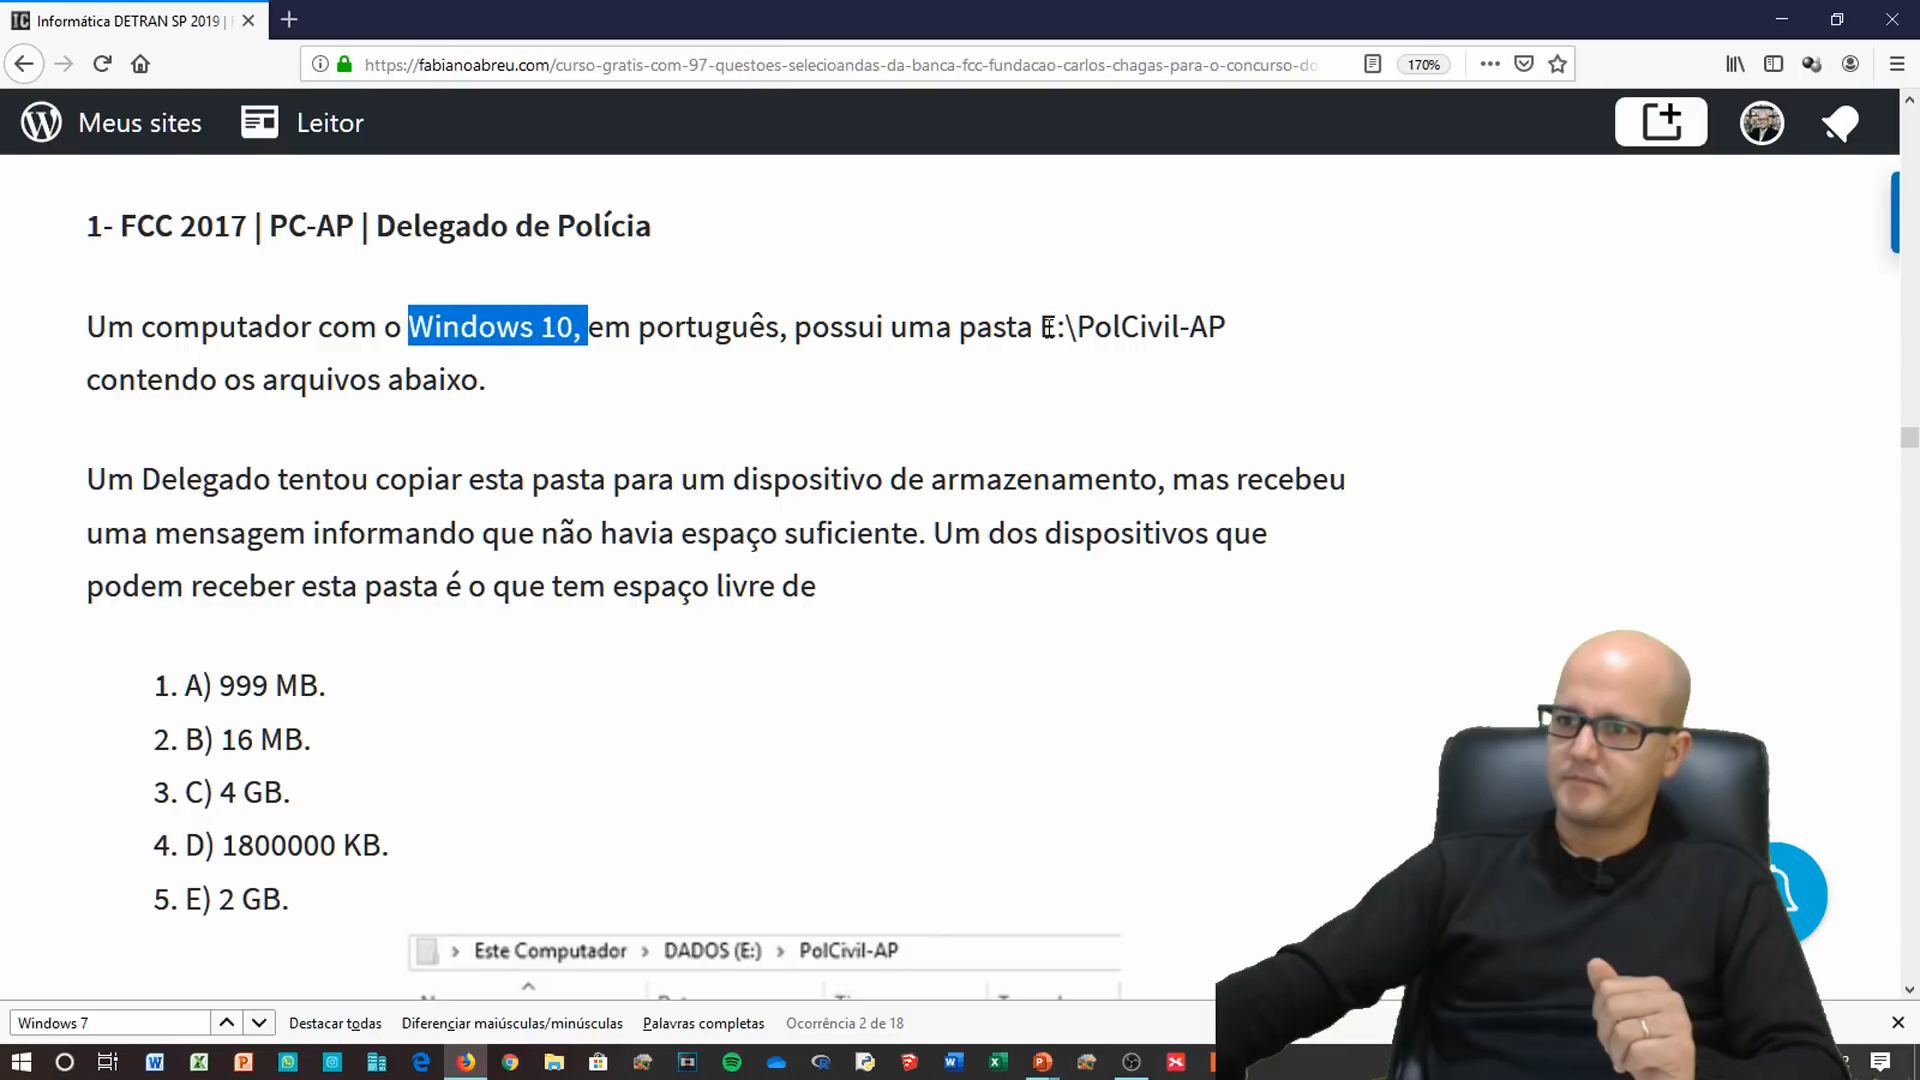 Informática DETRAN SP 2019 |
https://fabianoabreu.com/curso-gratis-com-97-questoes-selecioandas-da-banca-fcc-fundacao-carlos-chagas-para-o-concurso-do
170%
Meus sites
Leitor
1- FCC 2017 | PC-AP | Delegado de Polícia
Um computador com o Windows 10, em português, possui uma pasta E:\PolCivil-AP
contendo os arquivos abaixo.
Um Delegado tentou copiar esta pasta para um dispositivo de armazenamento, mas recebeu
uma mensagem informando que não havia espaço suficiente. Um dos dispositivos que
podem receber esta pasta é o que tem espaço livre de
1. A) 999 MB.
2. B) 16 MB.
3. C) 4 GB.
4. D) 1800000 KB.
5. E) 2 GB.
Este Computador > DADOS (E:) > PolCivil-AP
Windows 7
Destacar todas
Diferenciar maiúsculas/minúsculas
Palavras completas
Ocorrência 2 de 18